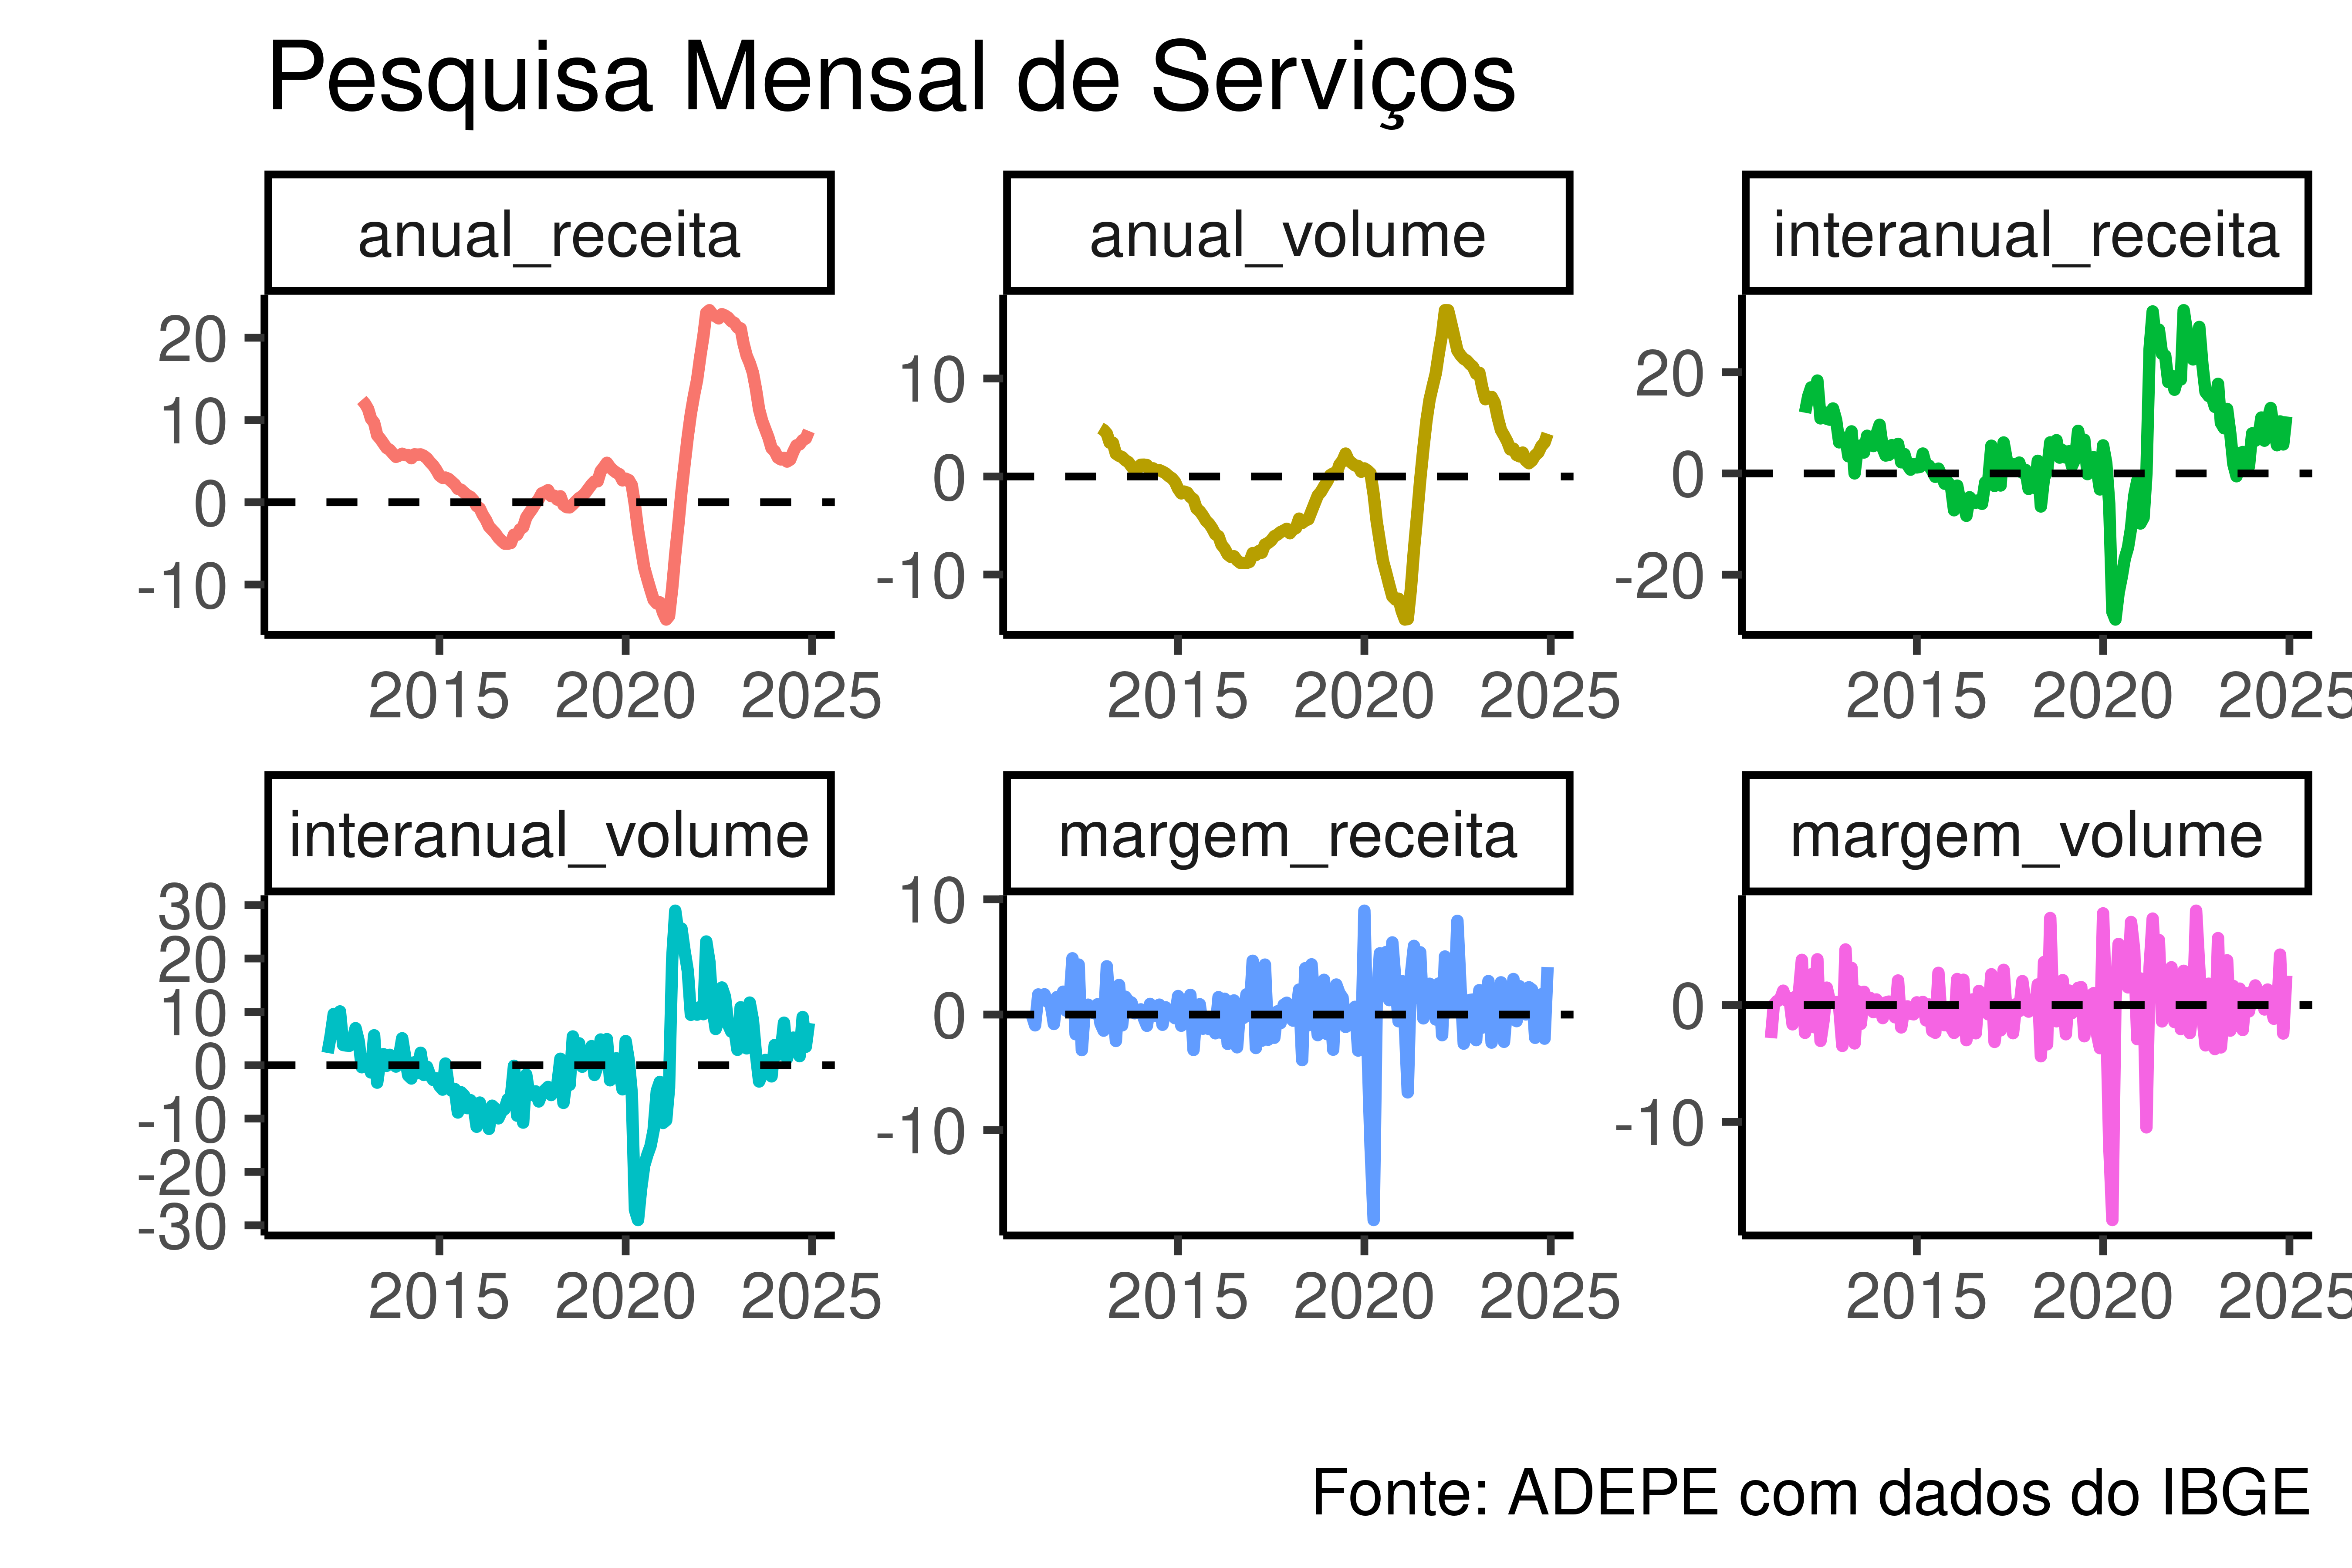 Pesquisa Mensal de Serviços
anual_receita
anual_volume
interanual_receita
20
10
0
-10
10
0
-10
20
0
-20
2015 2020 2025
2015 2020 2025
2015 2020 2025
interanual_volume
margem_receita
margem_volume
30
20
10
0
-10
-20
-30
10
0
-10
0
-10
2015 2020 2025
2015 2020 2025
2015 2020 2025
Fonte: ADEPE com dados do IBGE